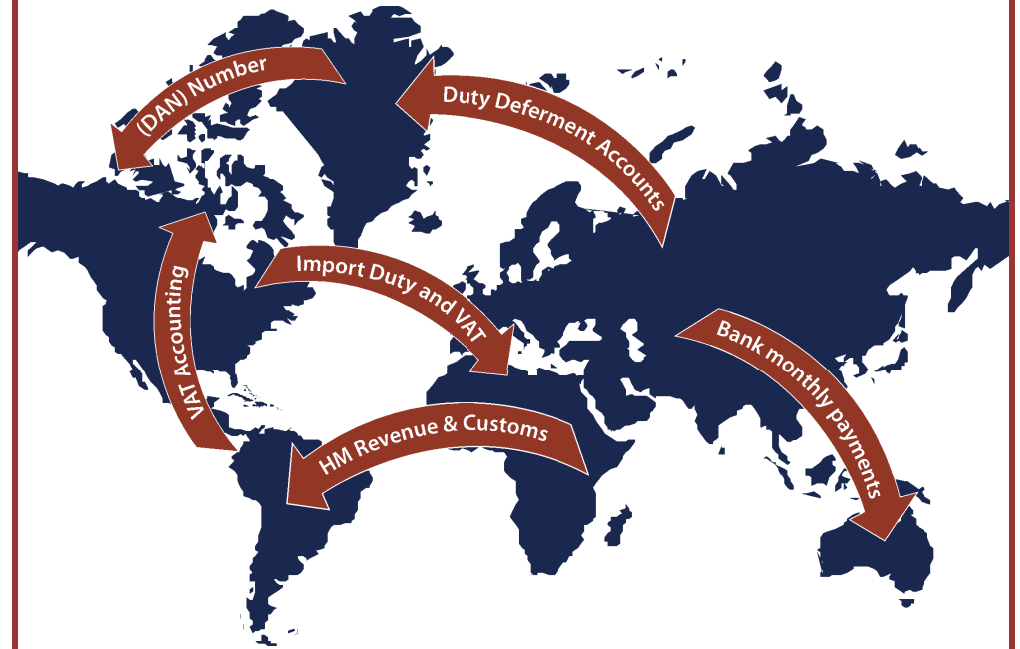 (DAN) Number
Duty Deferment Accounts
Import Duty and VAT
VAT Accounting
Bank monthly payments
HM Revenue & Customs